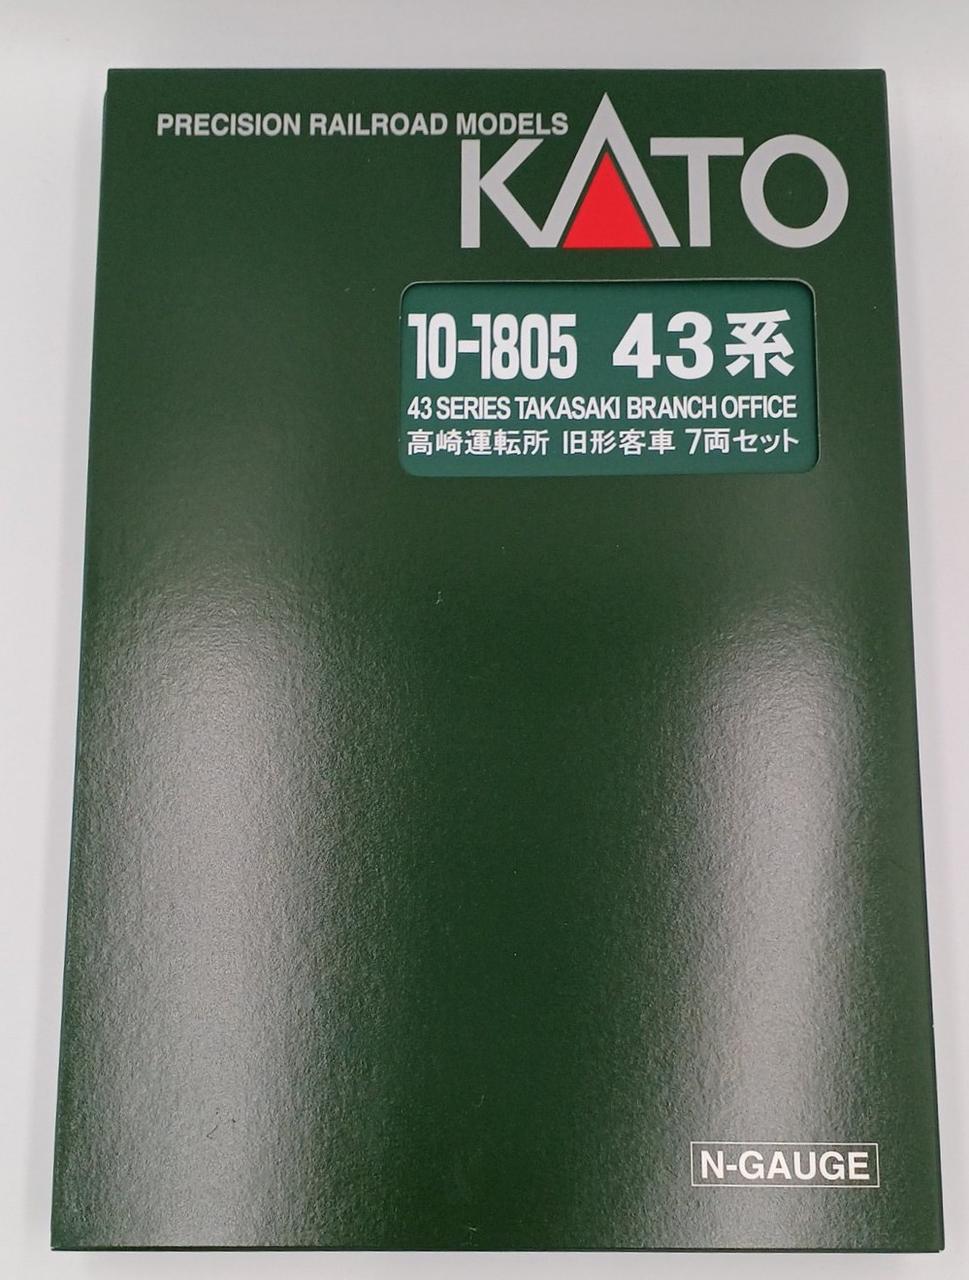 PRECISION RAILROAD MODELS
KATO
10-1805 43系
43 SERIES TAKASAKI BRANCH OFFICE
高崎運転所 旧形客車 7両セット
N-GAUGE